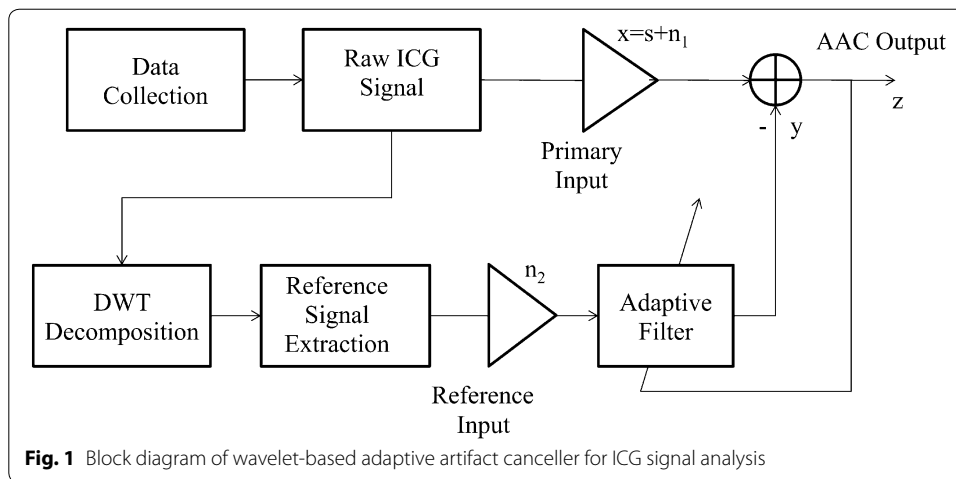 Data
Collection
Raw ICG
Signal
x=s+n₁
Primary
Input
AAC Output
z
- y
DWT
Decomposition
Reference
Signal
Extraction
n₂
Reference
Input
Adaptive
Filter
Fig. 1 Block diagram of wavelet-based adaptive artifact canceller for ICG signal analysis